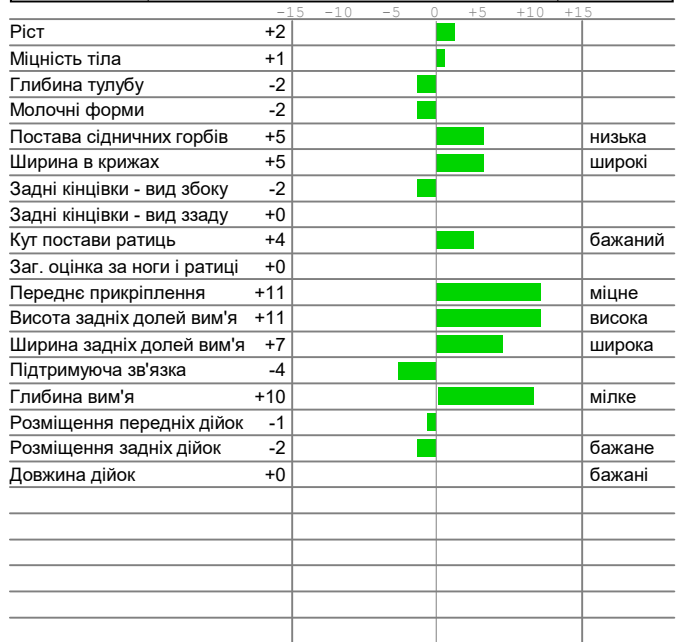 -15 -10 -5 0 +5 +10 +15
Ріст +2
Міцність тіла +1
Глибина тулубу -2
Молочні форми -2
Постава сідничних горбів +5 низька
Ширина в крижах +5 широкі
Задні кінцівки - вид збоку -2
Задні кінцівки - вид ззаду +0
Кут постави ратиць +4 бажаний
Заг. оцінка за ноги і ратиці +0
Переднє прикріплення +11 міцне
Висота задніх долей вим'я +11 висока
Ширина задніх долей вим'я +7 широка
Підтримуюча зв'язка -4
Глибина вим'я +10 мілке
Розміщення передніх дійок -1
Розміщення задніх дійок -2 бажане
Довжина дійок +0 бажані